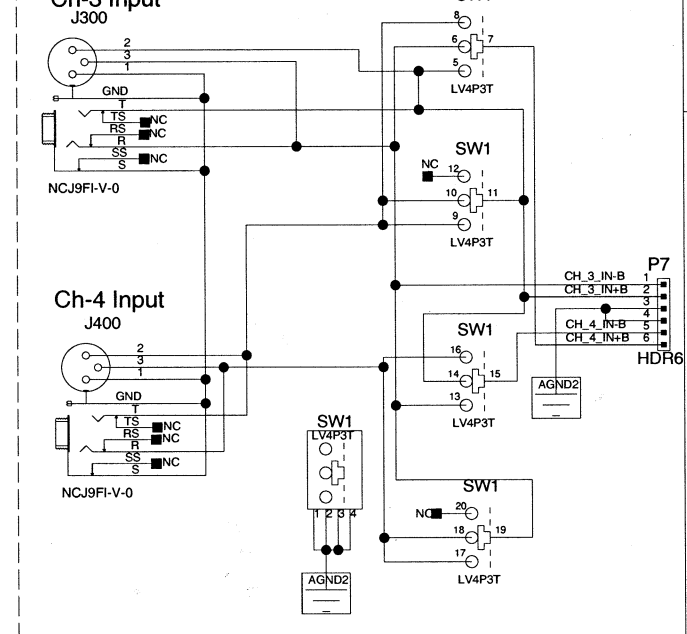 Ch-3 Input
J300
2
3
1
GND
T
TS
NC
RS
NC
R
SS
NC
S
NCJ9FI-V-0
8
6
7
5
LV4P3T
SW1
NC
12
10
11
9
LV4P3T
P7
CH_3_IN-B
1
CH_3_IN+B
2
3
4
CH_4_IN-B
5
CH_4_IN+B
6
HDR6
AGND2
Ch-4 Input
J400
2
3
1
GND
T
TS
NC
RS
NC
R
SS
NC
S
NCJ9FI-V-0
SW1
16
14
15
13
LV4P3T
SW1
LV4P3T
1
2
3
4
AGND2
SW1
NC
20
18
19
17
LV4P3T